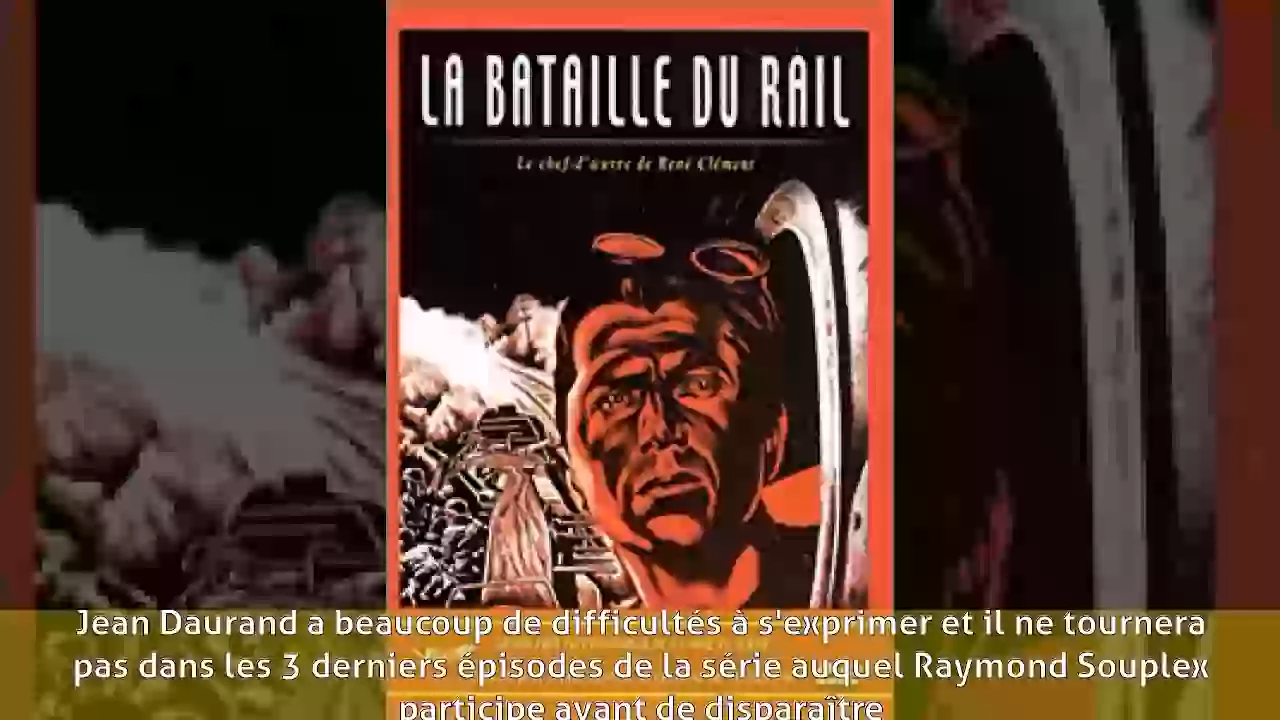 LA BATAILLE DU RAIL
Le chef-d'œuvre de René Clément
Jean Daurand a beaucoup de difficultés à s'exprimer et il ne tournera
pas dans les 3 derniers épisodes de la série auquel Raymond Souplex
participe avant de disparaître